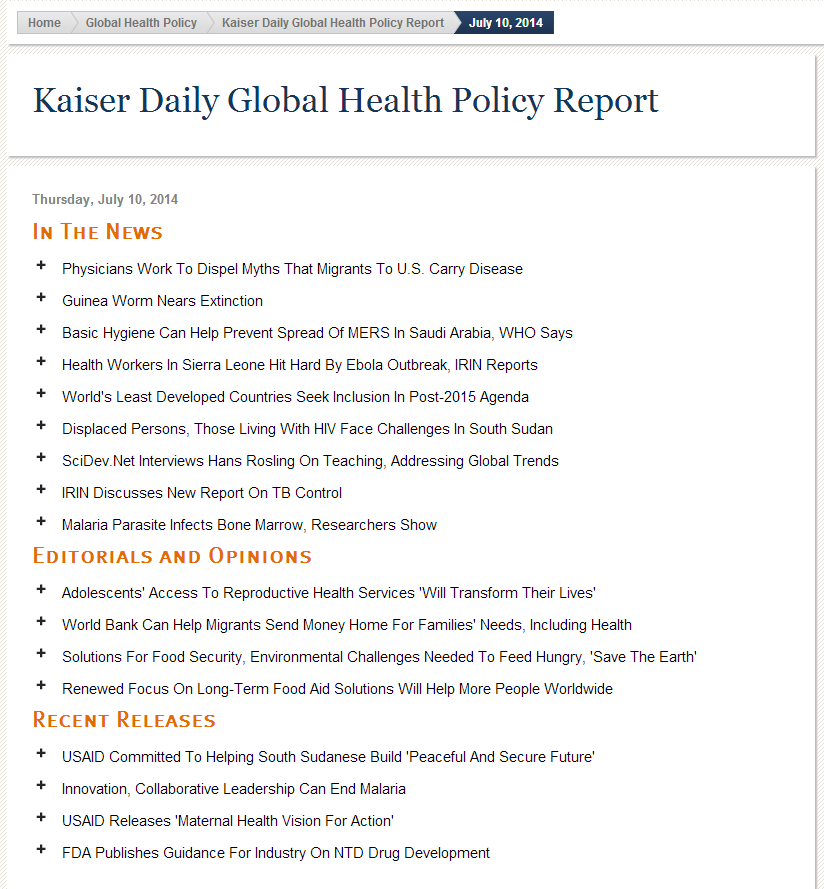 Home Global Health Policy Kaiser Daily Global Health Policy Report July 10, 2014
Kaiser Daily Global Health Policy Report
Thursday, July 10, 2014
In The News
Physicians Work To Dispel Myths That Migrants To U.S. Carry Disease
Guinea Worm Nears Extinction
Basic Hygiene Can Help Prevent Spread Of MERS In Saudi Arabia, WHO Says
Health Workers In Sierra Leone Hit Hard By Ebola Outbreak, IRIN Reports
World's Least Developed Countries Seek Inclusion In Post-2015 Agenda
Displaced Persons, Those Living With HIV Face Challenges In South Sudan
SciDev.Net Interviews Hans Rosling On Teaching, Addressing Global Trends
IRIN Discusses New Report On TB Control
Malaria Parasite Infects Bone Marrow, Researchers Show
Editorials and Opinions
Adolescents' Access To Reproductive Health Services 'Will Transform Their Lives'
World Bank Can Help Migrants Send Money Home For Families' Needs, Including Health
Solutions For Food Security, Environmental Challenges Needed To Feed Hungry, 'Save The Earth'
Renewed Focus On Long-Term Food Aid Solutions Will Help More People Worldwide
Recent Releases
USAID Committed To Helping South Sudanese Build 'Peaceful And Secure Future'
Innovation, Collaborative Leadership Can End Malaria
USAID Releases 'Maternal Health Vision For Action'
FDA Publishes Guidance For Industry On NTD Drug Development